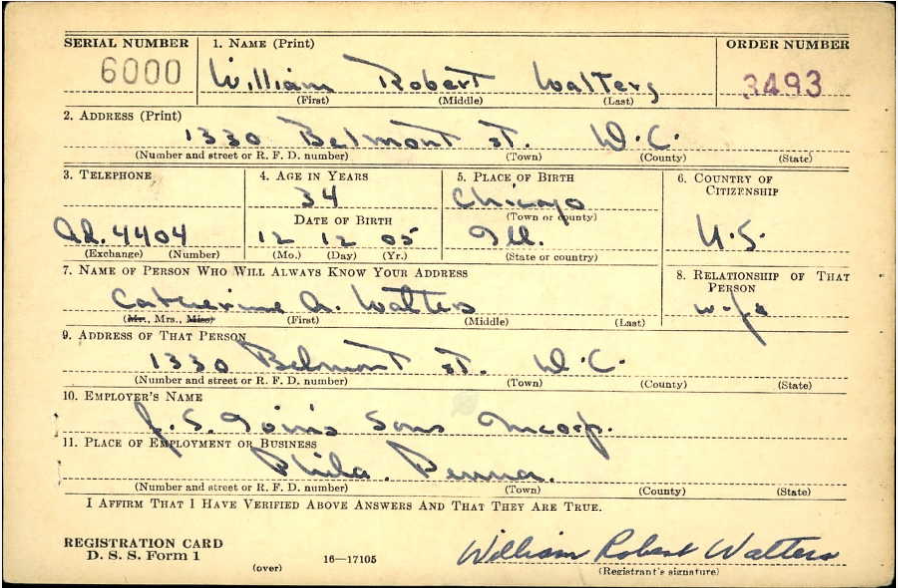 SERIAL NUMBER 1. NAME (Print) ORDER NUMBER
6000 William Robert Walters 3493
(First) (Middle) (Last)
2. ADDRESS (Print)
1330 Belmont St. D.C.
(Number and street or R. F. D. number) (Town) (County) (State)
3. TELEPHONE 4. AGE IN YEARS 5. PLACE OF BIRTH 6. COUNTRY OF CITIZENSHIP
34 Chicago
DATE OF BIRTH (Town or county)
Ad. 4404 12 12 05 Ill. U.S.
(Exchange) (Number) (Mo.) (Day) (Yr.) (State or country)
7. NAME OF PERSON WHO WILL ALWAYS KNOW YOUR ADDRESS 8. RELATIONSHIP OF THAT PERSON
Catherine A. Walters wife
(Mr., Mrs., Miss) (First) (Middle) (Last)
9. ADDRESS OF THAT PERSON
1330 Belmont St. D.C.
(Number and street or R. F. D. number) (Town) (County) (State)
10. EMPLOYER'S NAME
J. S. Sons Incorp.
11. PLACE OF EMPLOYMENT OR BUSINESS
Phila. Penna.
(Number and street or R. F. D. number) (Town) (County) (State)
I AFFIRM THAT I HAVE VERIFIED ABOVE ANSWERS AND THAT THEY ARE TRUE.
REGISTRATION CARD
D. S. S. Form 1 16—17105 William Robert Walters
(over) (Registrant's signature)